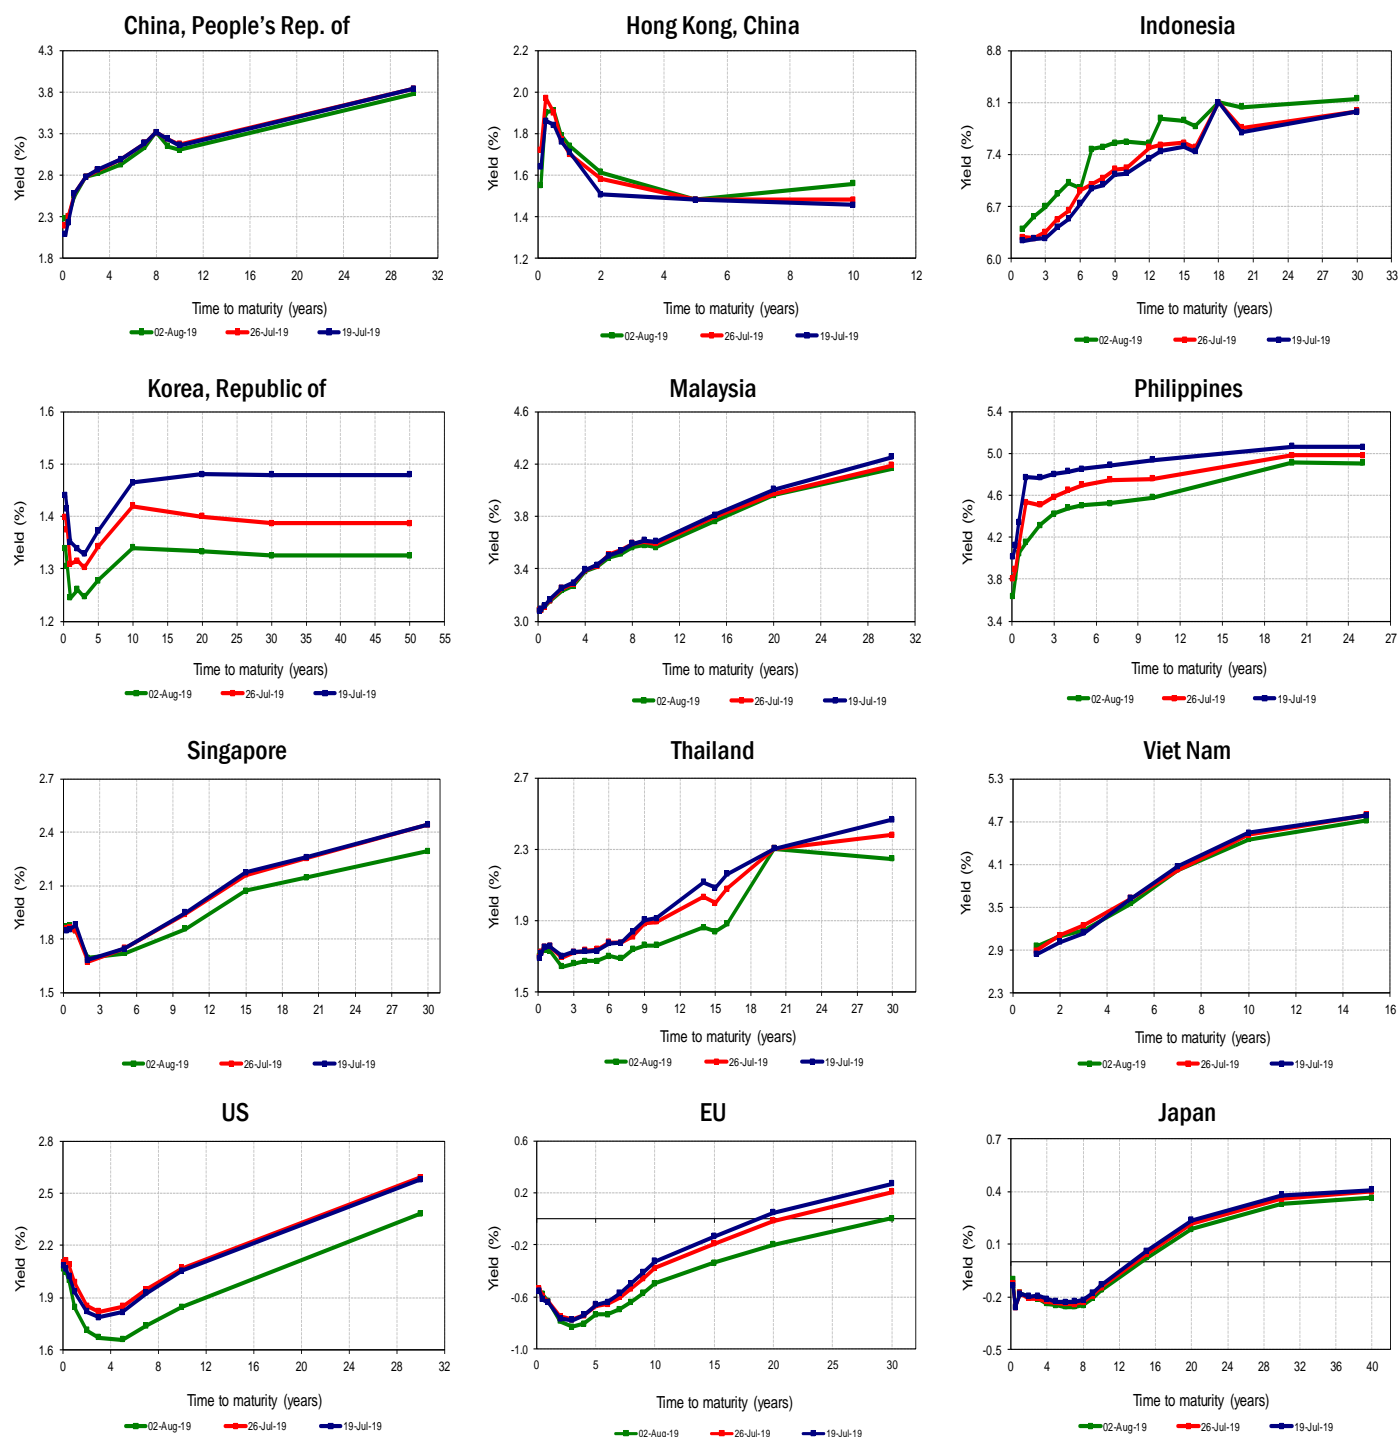 China, People's Rep. of
Yield (%)
4.3
3.8
3.3
2.8
2.3
1.8
0 4 8 12 16 20 24 28 32
Time to maturity (years)
02-Aug-19 26-Jul-19 19-Jul-19
Hong Kong, China
Yield (%)
2.2
2.0
1.8
1.6
1.4
1.2
0 2 4 6 8 10 12
Time to maturity (years)
02-Aug-19 26-Jul-19 19-Jul-19
Indonesia
Yield (%)
8.8
8.1
7.4
6.7
6.0
0 3 6 9 12 15 18 21 24 27 30 33
Time to maturity (years)
02-Aug-19 26-Jul-19 19-Jul-19
Korea, Republic of
Yield (%)
1.6
1.5
1.4
1.3
1.2
0 5 10 15 20 25 30 35 40 45 50 55
Time to maturity (years)
02-Aug-19 26-Jul-19 19-Jul-19
Malaysia
Yield (%)
4.6
4.2
3.8
3.4
3.0
0 4 8 12 16 20 24 28 32
Time to maturity (years)
02-Aug-19 26-Jul-19 19-Jul-19
Philippines
Yield (%)
5.4
5.0
4.6
4.2
3.8
3.4
0 3 6 9 12 15 18 21 24 27
Time to maturity (years)
02-Aug-19 26-Jul-19 19-Jul-19
Singapore
Yield (%)
2.7
2.4
2.1
1.8
1.5
0 3 6 9 12 15 18 21 24 27 30
02-Aug-19 26-Jul-19 19-Jul-19
Thailand
Yield (%)
2.7
2.3
1.9
1.5
0 3 6 9 12 15 18 21 24 27 30
Time to maturity (years)
02-Aug-19 26-Jul-19 19-Jul-19
Viet Nam
Yield (%)
5.3
4.7
4.1
3.5
2.9
2.3
0 2 4 6 8 10 12 14 16
Time to maturity (years)
02-Aug-19 26-Jul-19 19-Jul-19
US
Yield (%)
2.8
2.5
2.2
1.9
1.6
0 4 8 12 16 20 24 28 32
Time to maturity (years)
02-Aug-19 26-Jul-19 19-Jul-19
EU
Yield (%)
0.6
0.2
-0.2
-0.6
-1.0
0 5 10 15 20 25 30
Time to maturity (years)
02-Aug-19 26-Jul-19 19-Jul-19
Japan
Yield (%)
0.7
0.4
0.1
-0.2
-0.5
0 4 8 12 16 20 24 28 32 36 40
Time to maturity (years)
02-Aug-19 26-Jul-19 19-Jul-19